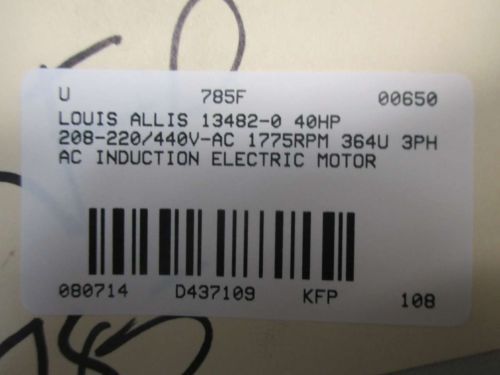 U 785F 00650
LOUIS ALLIS 13482-0 40HP
208-220/440V-AC 1775RPM 364U 3PH
AC INDUCTION ELECTRIC MOTOR
080714 D437109 KFP 108